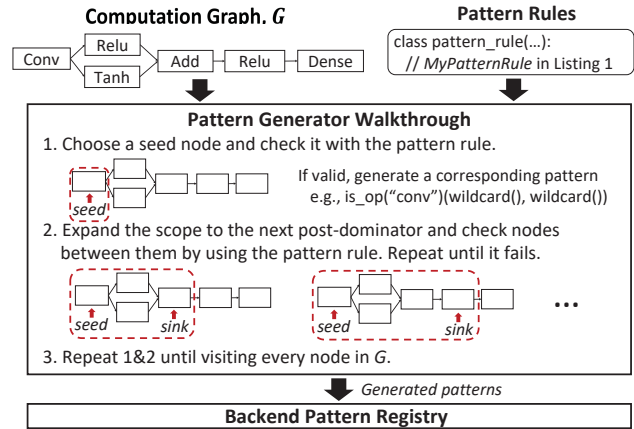 Computation Graph, G
Pattern Rules
Conv
Relu
Tanh
Add
Relu
Dense
class pattern_rule(...):
// MyPatternRule in Listing 1
Pattern Generator Walkthrough
1. Choose a seed node and check it with the pattern rule.
seed
If valid, generate a corresponding pattern
e.g., is_op("conv")(wildcard(), wildcard())
2. Expand the scope to the next post-dominator and check nodes
between them by using the pattern rule. Repeat until it fails.
seed
sink
seed
sink
...
3. Repeat 1&2 until visiting every node in G.
Generated patterns
Backend Pattern Registry